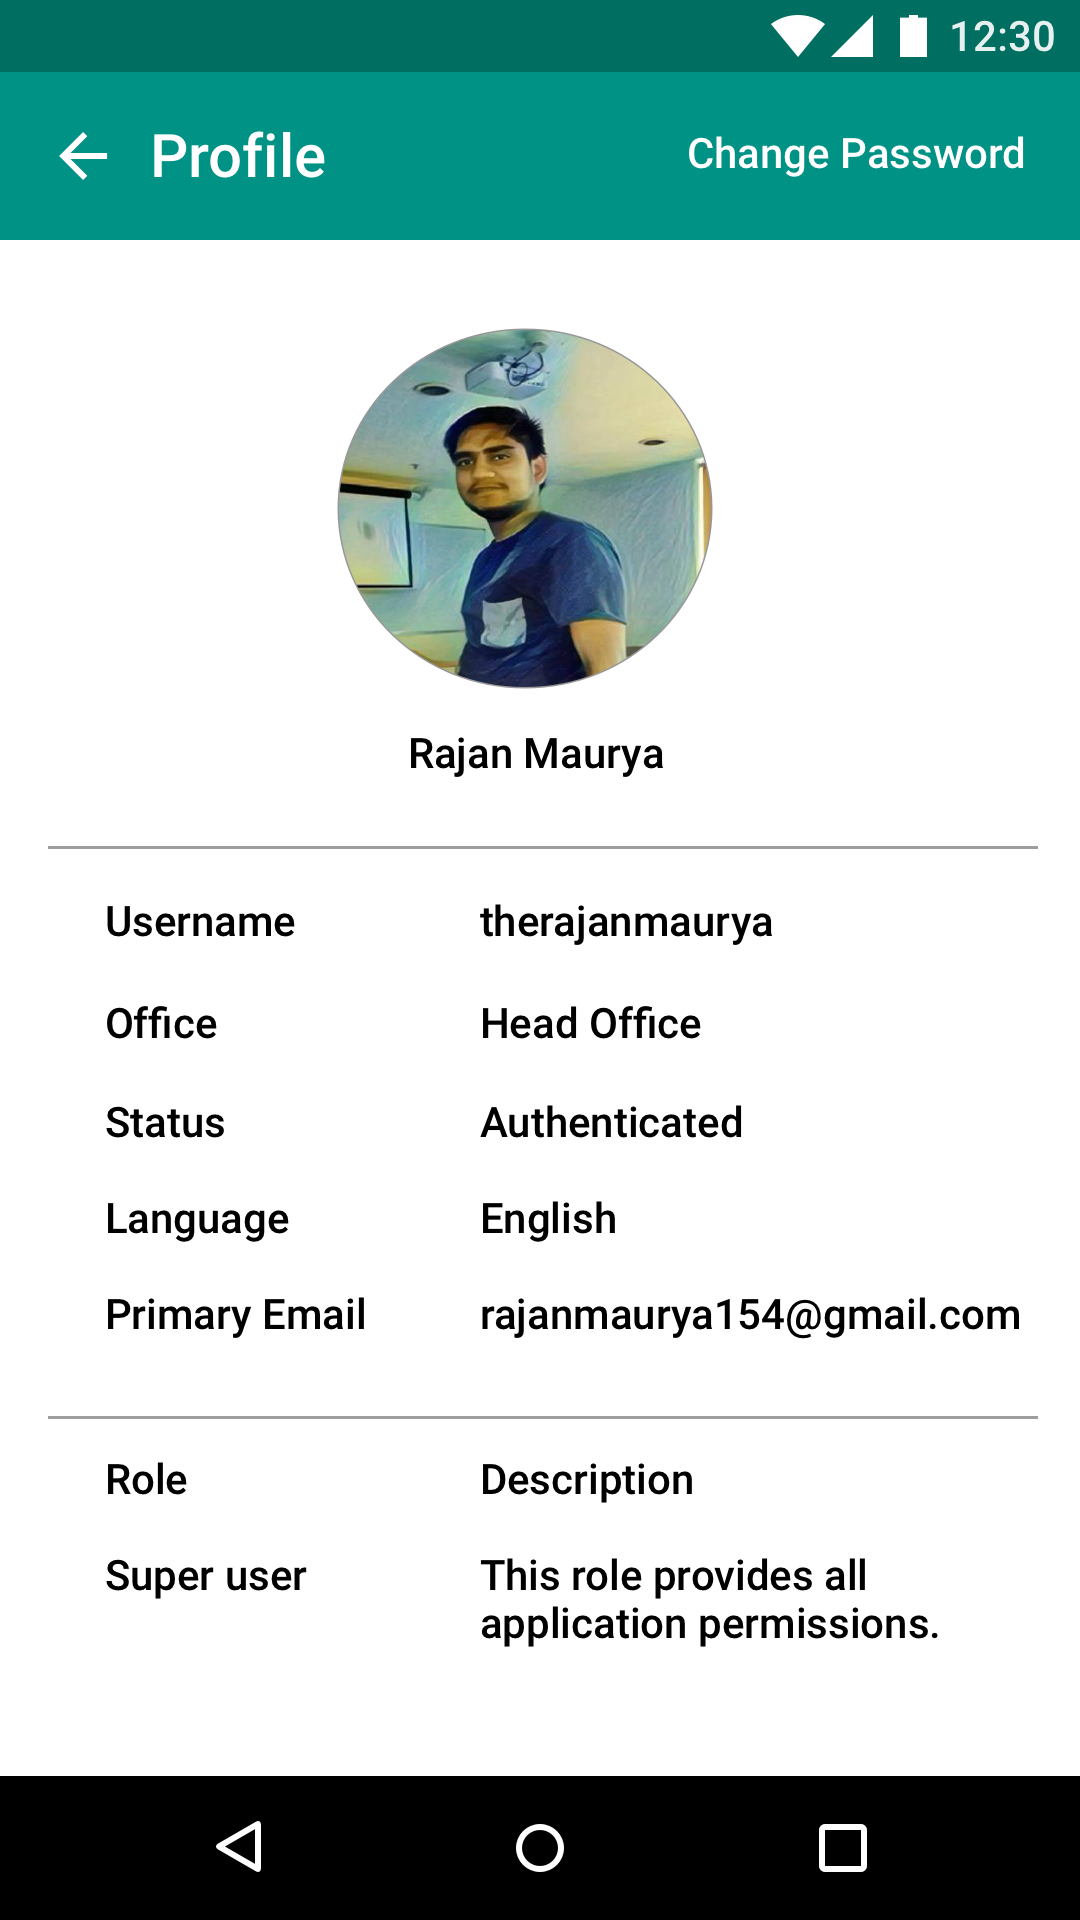 12:30
Profile Change Password
Rajan Maurya
Username therajanmaurya
Office Head Office
Status Authenticated
Language English
Primary Email rajanmaurya154@gmail.com
Role Description
Super user This role provides all
application permissions.